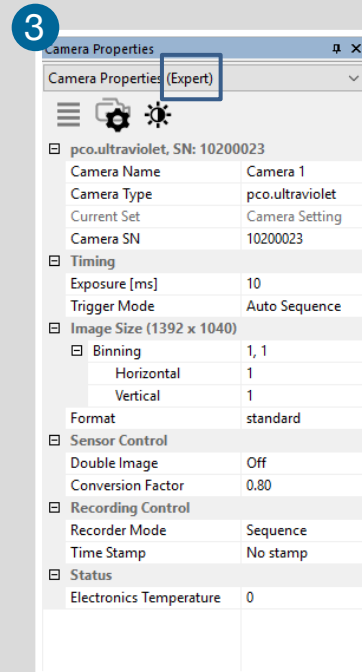 3
Camera Properties
Camera Properties (Expert)
pco.ultraviolet, SN: 10200023
Camera Name Camera 1
Camera Type pco.ultraviolet
Current Set Camera Setting
Camera SN 10200023
Timing
Exposure [ms] 10
Trigger Mode Auto Sequence
Image Size (1392 x 1040)
Binning 1, 1
Horizontal 1
Vertical 1
Format standard
Sensor Control
Double Image Off
Conversion Factor 0.80
Recording Control
Recorder Mode Sequence
Time Stamp No stamp
Status
Electronics Temperature 0